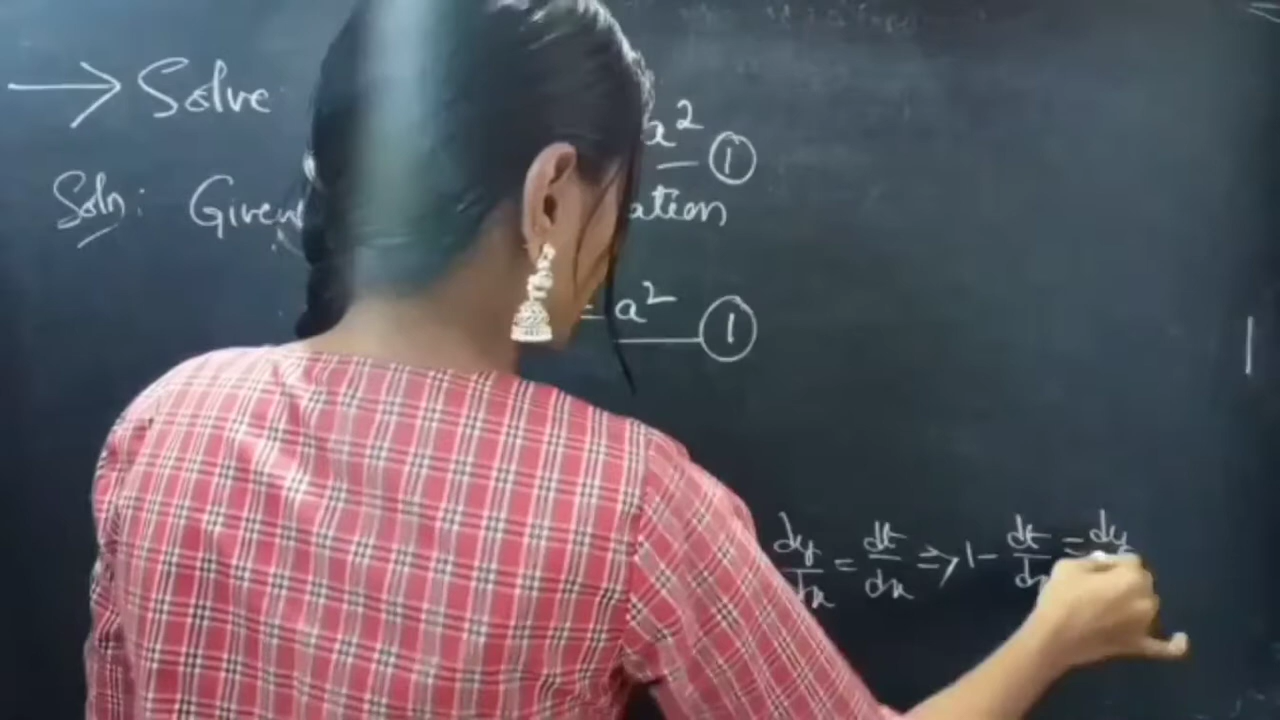 → Solve
a² — ①
Soln: Given ation
= a² — ①
dy/dx = dt/dx => 1 - dt/dx = dy